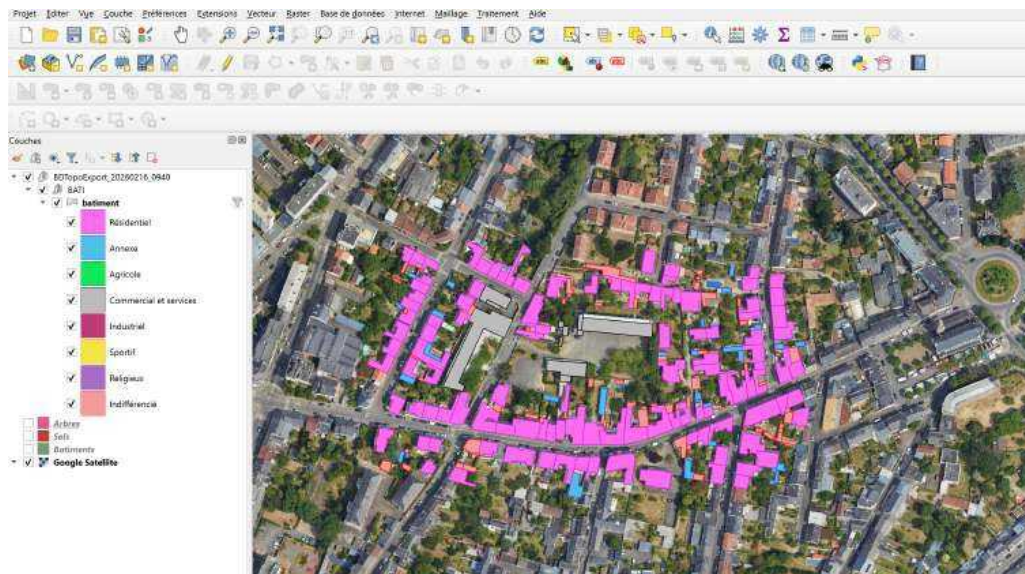 Projet Éditer Vue Couche Préférences Extensions Vecteur Raster Base de données Internet Maillage Traitement Aide
Couches
BDTopoExport_20260216_0940
BATI
batiment
Résidentiel
Annexe
Agricole
Commercial et services
Industriel
Sportif
Religieux
Indifférencié
Arbres
Sols
Batiments
Google Satellite